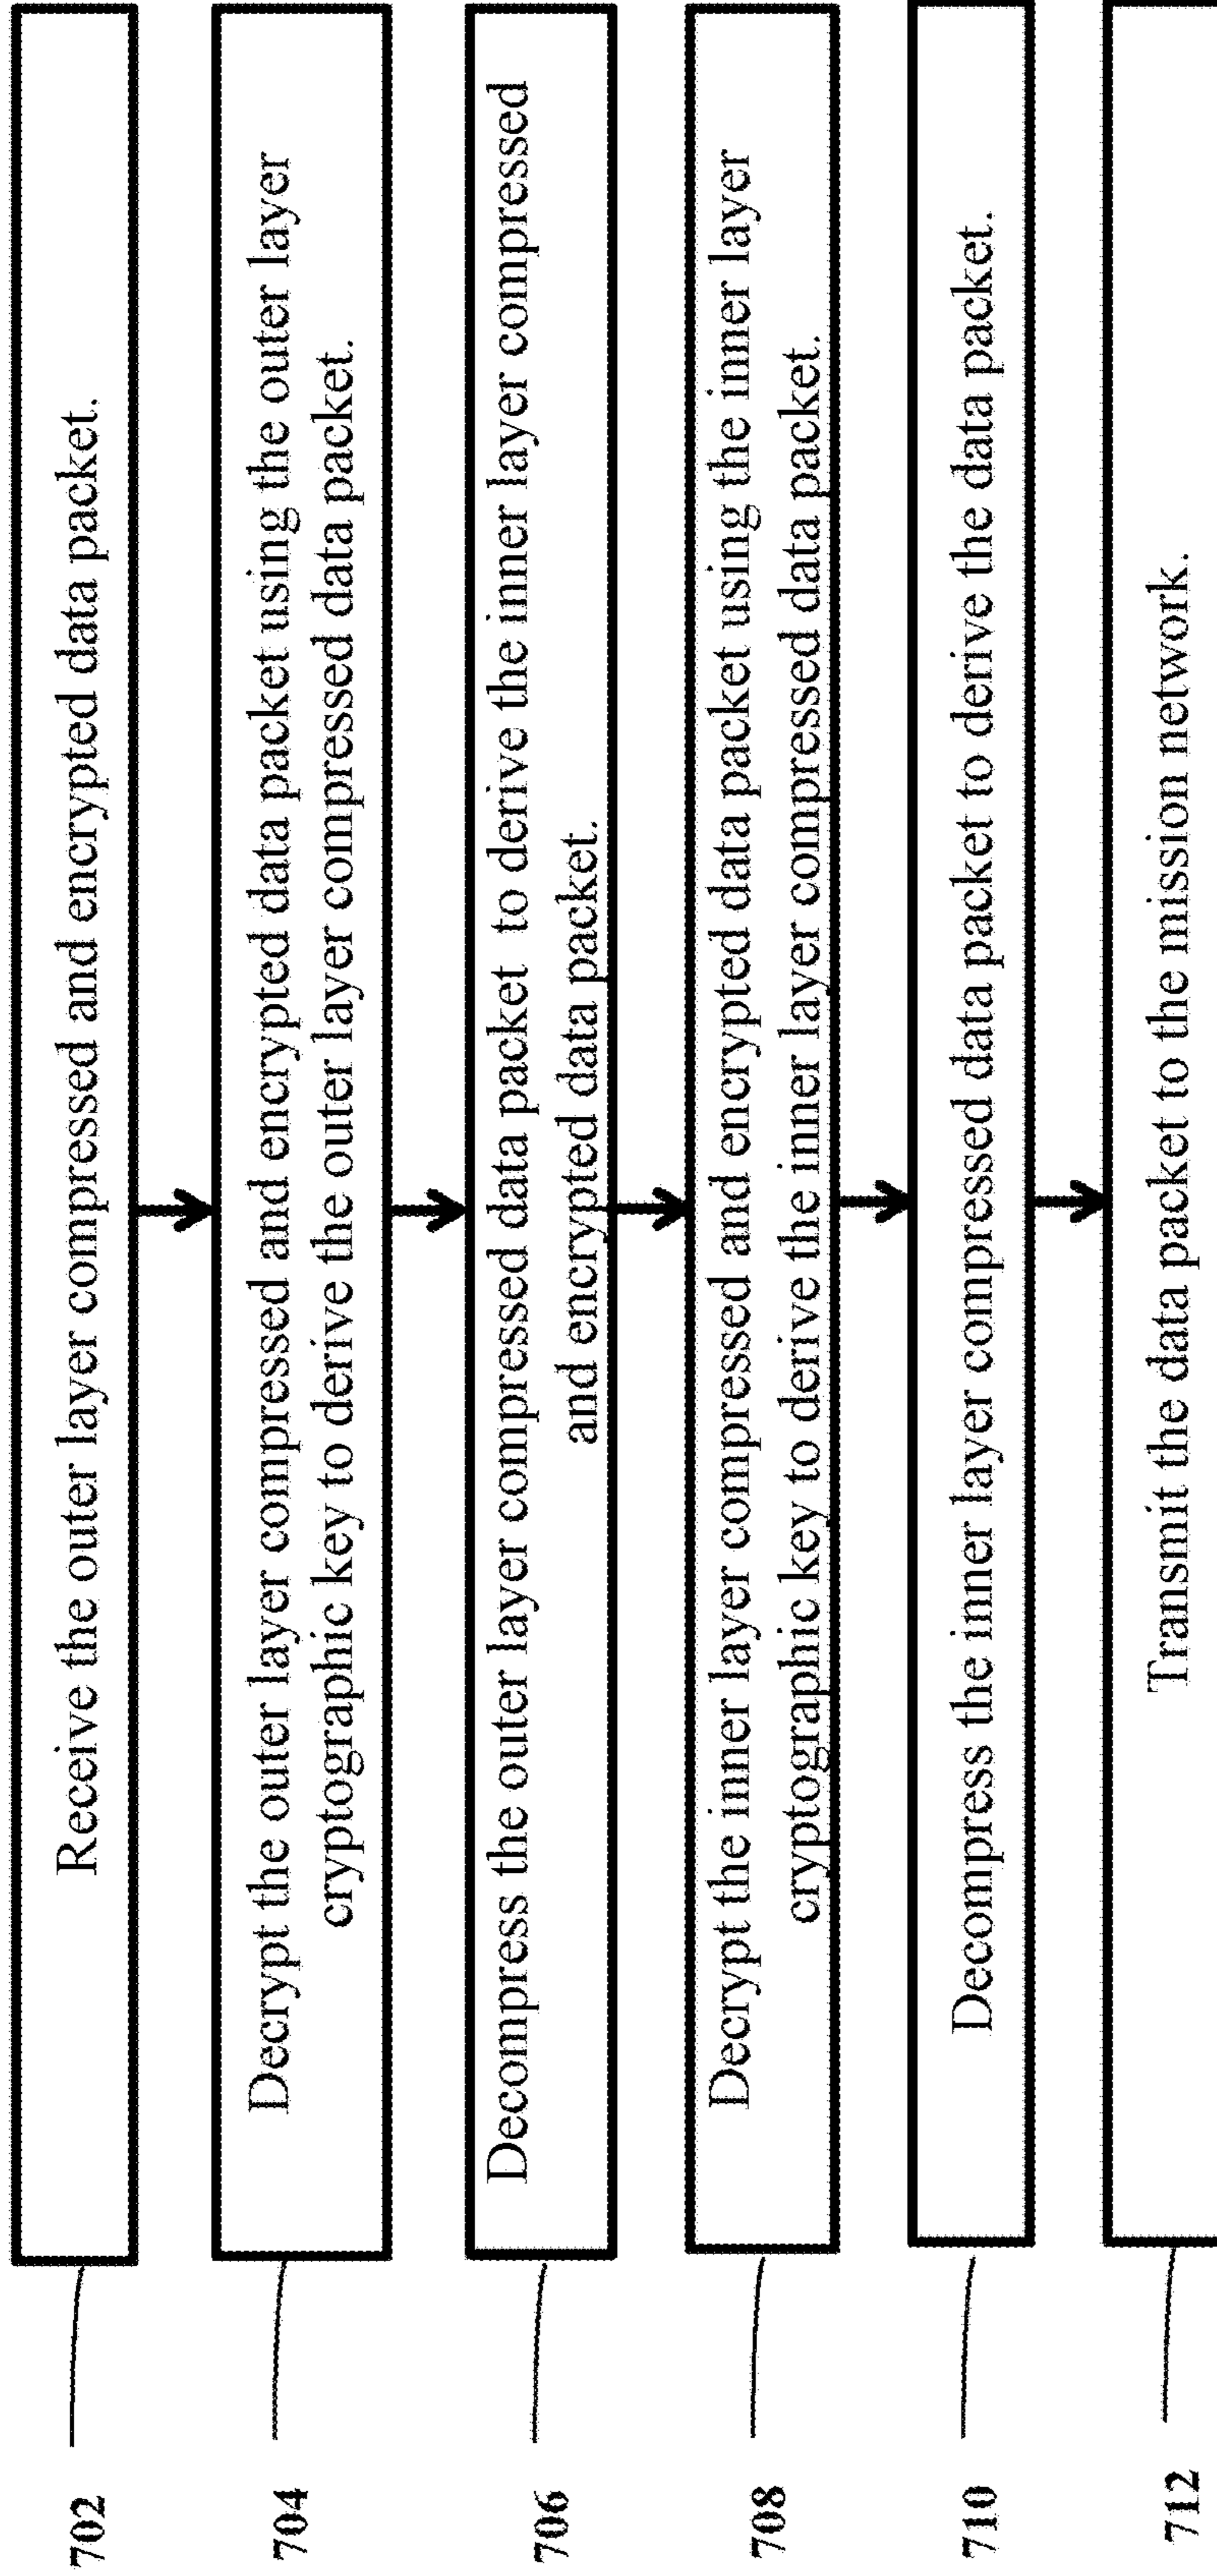 702
Receive the outer layer compressed and encrypted data packet.
704
Decrypt the outer layer compressed and encrypted data packet using the outer layer
cryptographic key to derive the outer layer compressed data packet.
706
Decompress the outer layer compressed data packet to derive the inner layer compressed
and encrypted data packet.
708
Decrypt the inner layer compressed and encrypted data packet using the inner layer
cryptographic key to derive the inner layer compressed data packet.
710
Decompress the inner layer compressed data packet to derive the data packet.
712
Transmit the data packet to the mission network.